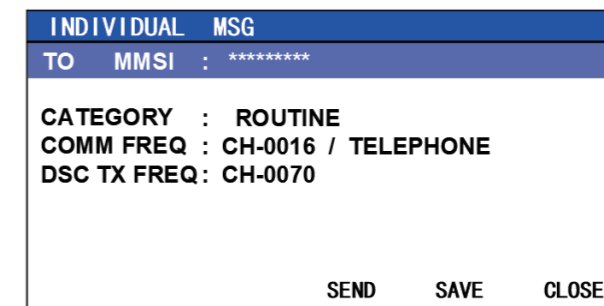 INDIVIDUAL MSG
TO MMSI : *********
CATEGORY : ROUTINE
COMM FREQ : CH-0016 / TELEPHONE
DSC TX FREQ: CH-0070
SEND SAVE CLOSE